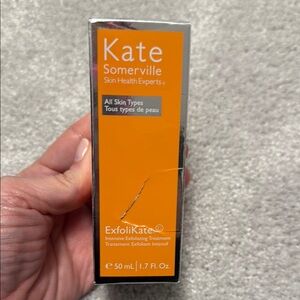 Kate
Somerville
Skin Health Experts
All Skin Types
Tous types de peau
ExfoliKate
Intensive Exfoliating Treatment
Traitement Exfoliant Intensif
e 50 mL | 1.7 Fl. Oz.